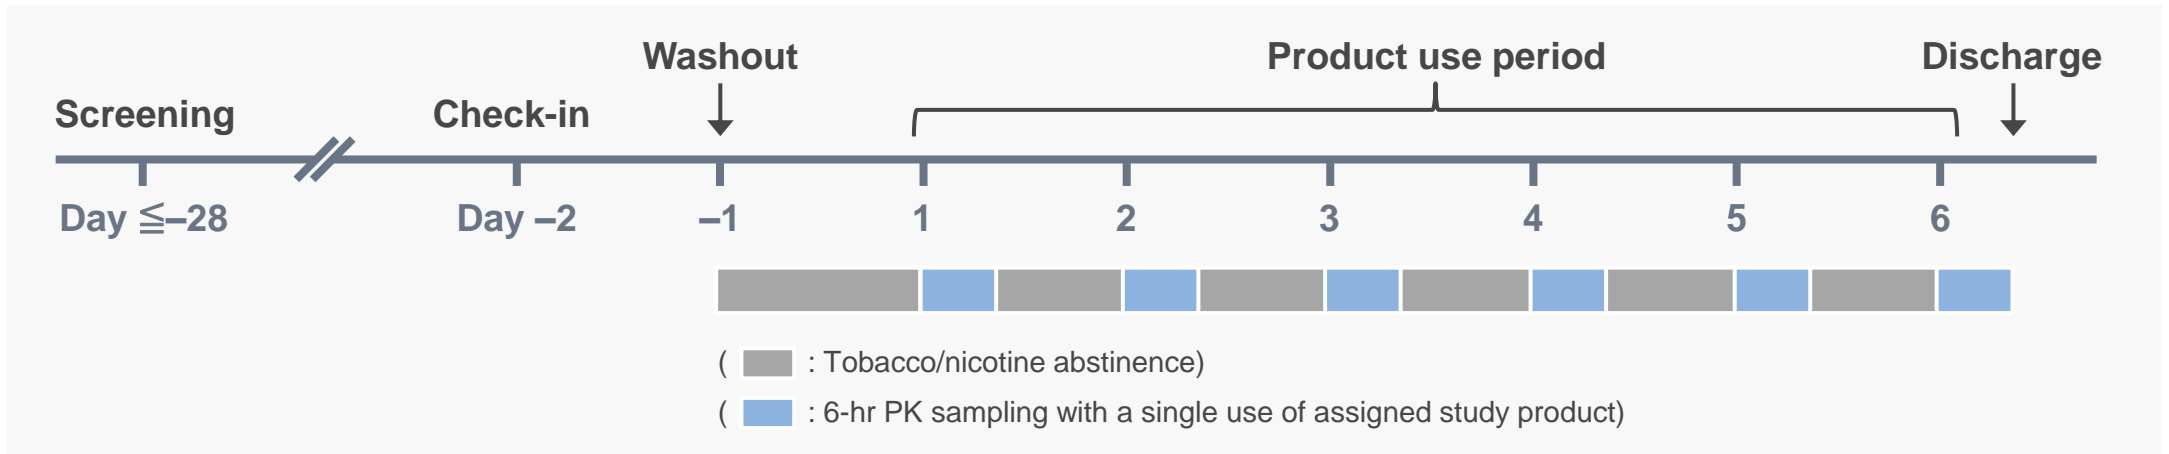 Washout Product use period Discharge
Screening Check-in
Day ≦–28 Day –2 –1 1 2 3 4 5 6
( : Tobacco/nicotine abstinence)
( : 6-hr PK sampling with a single use of assigned study product)